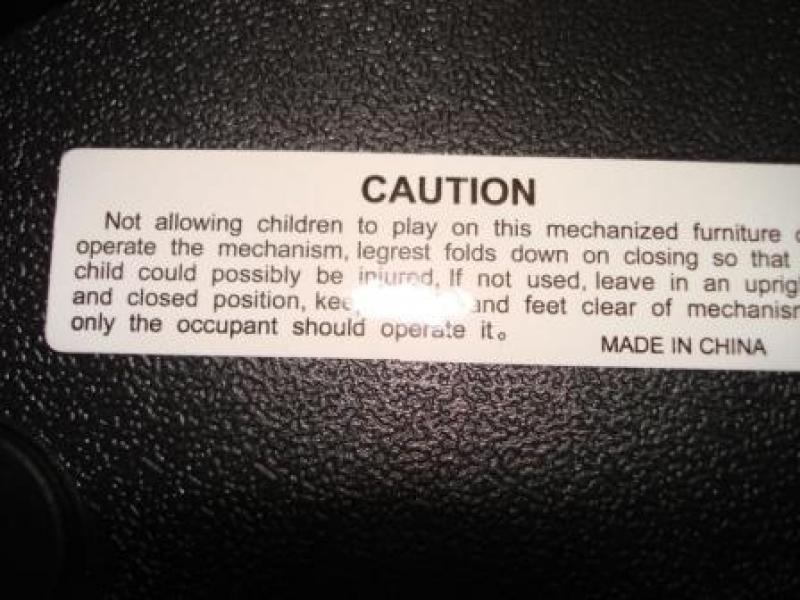 CAUTION
Not allowing children to play on this mechanized furniture
operate the mechanism, legrest folds down on closing so that
child could possibly be injured, If not used, leave in an
and closed position, and feet clear of
only the occupant should operate it。
MADE IN CHINA